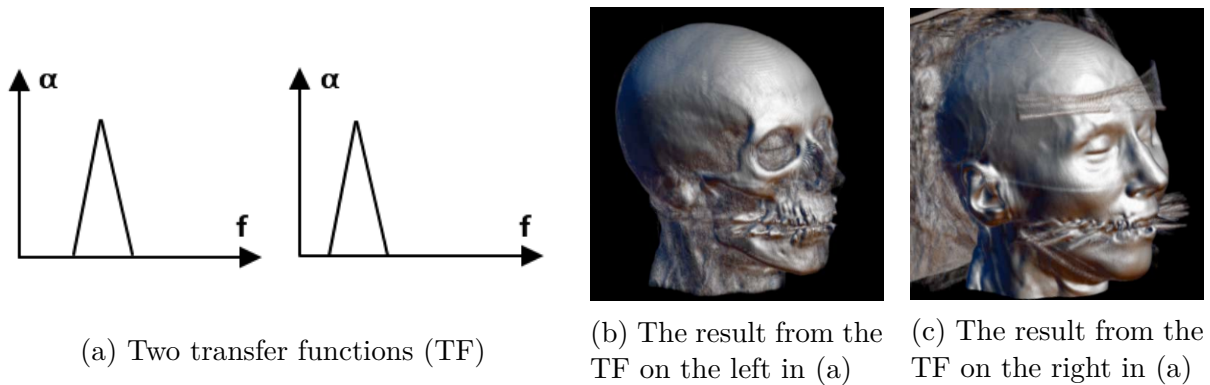 α
f
α
f
(a) Two transfer functions (TF)
(b) The result from the
TF on the left in (a)
(c) The result from the
TF on the right in (a)